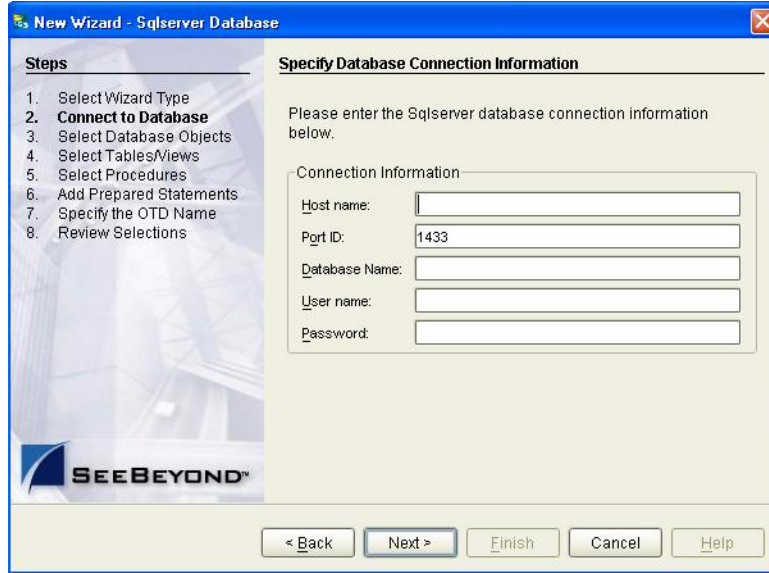 New Wizard - Sqlserver Database
Steps
1. Select Wizard Type
2. Connect to Database
3. Select Database Objects
4. Select Tables/Views
5. Select Procedures
6. Add Prepared Statements
7. Specify the OTD Name
8. Review Selections
SEEBEYOND™
Specify Database Connection Information
Please enter the Sqlserver database connection information
below.
Connection Information
Host name:
Port ID: 1433
Database Name:
User name:
Password:
< Back Next > Finish Cancel Help